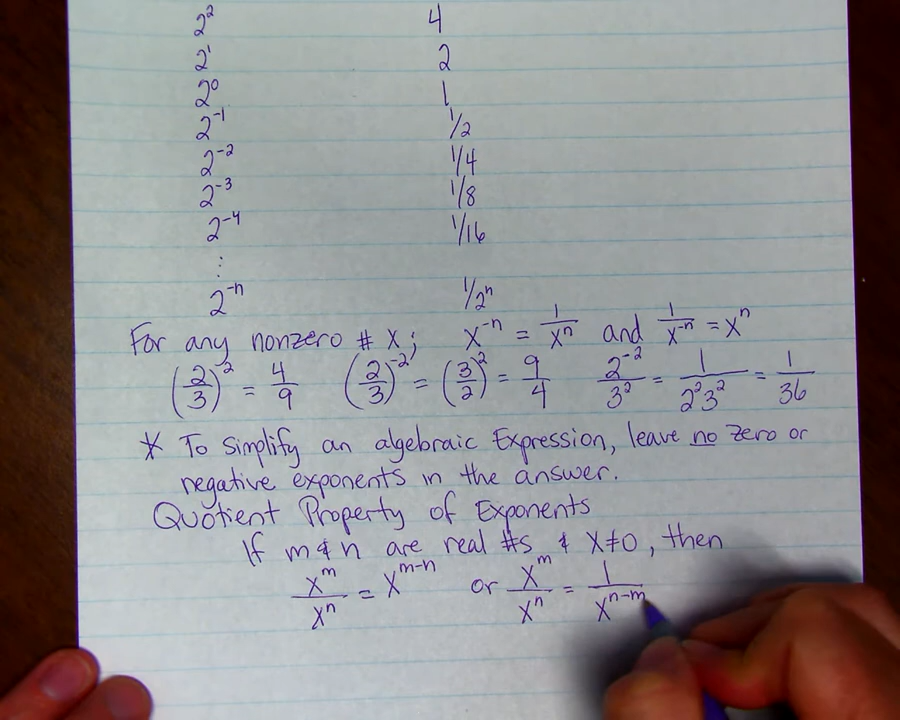 2² 4
2¹ 2
2⁰ 1
2⁻¹ 1/2
2⁻² 1/4
2⁻³ 1/8
2⁻⁴ 1/16
⋮
2⁻ⁿ 1/2ⁿ
For any nonzero # x; x⁻ⁿ = 1/xⁿ and 1/x⁻ⁿ = xⁿ
(2/3)² = 4/9 (2/3)⁻² = (3/2)² = 9/4 2⁻²/3² = 1/2²3² = 1/36
* To simplify an algebraic Expression, leave no zero or
negative exponents in the answer.
Quotient Property of Exponents
If m & n are real #s & x≠0, then
xᵐ/xⁿ = xᵐ⁻ⁿ or xᵐ/xⁿ = 1/xⁿ⁻ᵐ